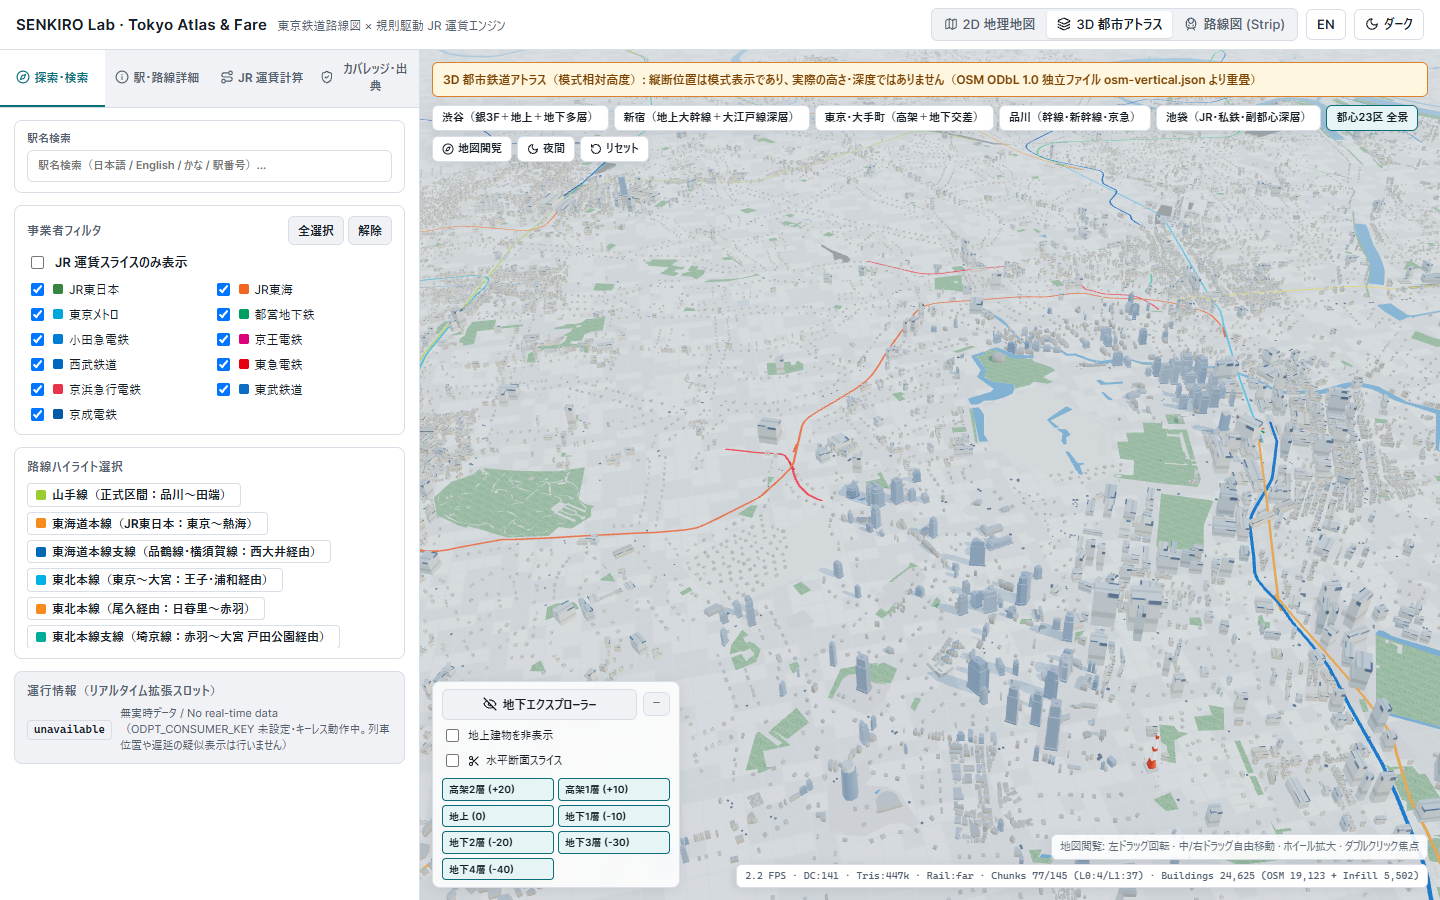 SENKIRO Lab · Tokyo Atlas & Fare 東京鉄道路線図 × 規則駆動 JR 運賃エンジン
2D 地理地図 3D 都市アトラス 路線図 (Strip) EN ダーク
探索・検索 駅・路線詳細 JR 運賃計算 カバレッジ・出典
駅名検索
駅名検索（日本語 / English / かな / 駅番号）...
事業者フィルタ 全選択 解除
JR 運賃スライスのみ表示
JR東日本 JR東海
東京メトロ 都営地下鉄
小田急電鉄 京王電鉄
西武鉄道 東急電鉄
京浜急行電鉄 東武鉄道
京成電鉄
路線ハイライト選択
山手線（正式区間：品川〜田端）
東海道本線（JR東日本：東京〜熱海）
東海道本線支線（品鶴線・横須賀線：西大井経由）
東北本線（東京〜大宮：王子・浦和経由）
東北本線（尾久経由：日暮里〜赤羽）
東北本線支線（埼京線：赤羽〜大宮 戸田公園経由）
運行情報（リアルタイム拡張スロット）
unavailable
無実時データ / No real-time data
（ODPT_CONSUMER_KEY 未設定・キーレス動作中。列車
位置や遅延の疑似表示は行いません）
3D 都市鉄道アトラス（模式相対高度）: 縦断位置は模式表示であり、実際の高さ・深度ではありません（OSM ODbL 1.0 独立ファイル osm-vertical.json より重畳）
渋谷（銀3F＋地上＋地下多層） 新宿（地上大幹線＋大江戸線深層） 東京・大手町（高架＋地下交差） 品川（幹線・新幹線・京急） 池袋（JR・私鉄・副都心深層） 都心23区 全景
地図閲覧 夜間 リセット
地下エクスプローラー −
地上建物を非表示
水平断面スライス
高架2層 (+20) 高架1層 (+10)
地上 (0) 地下1層 (-10)
地下2層 (-20) 地下3層 (-30)
地下4層 (-40)
地図閲覧: 左ドラッグ回転 · 中/右ドラッグ自由移動 · ホイール拡大 · ダブルクリック焦点
2.2 FPS · DC:141 · Tris:447k · Rail:far · Chunks 77/145 (L0:4/L1:37) · Buildings 24,625 (OSM 19,123 + Infill 5,502)